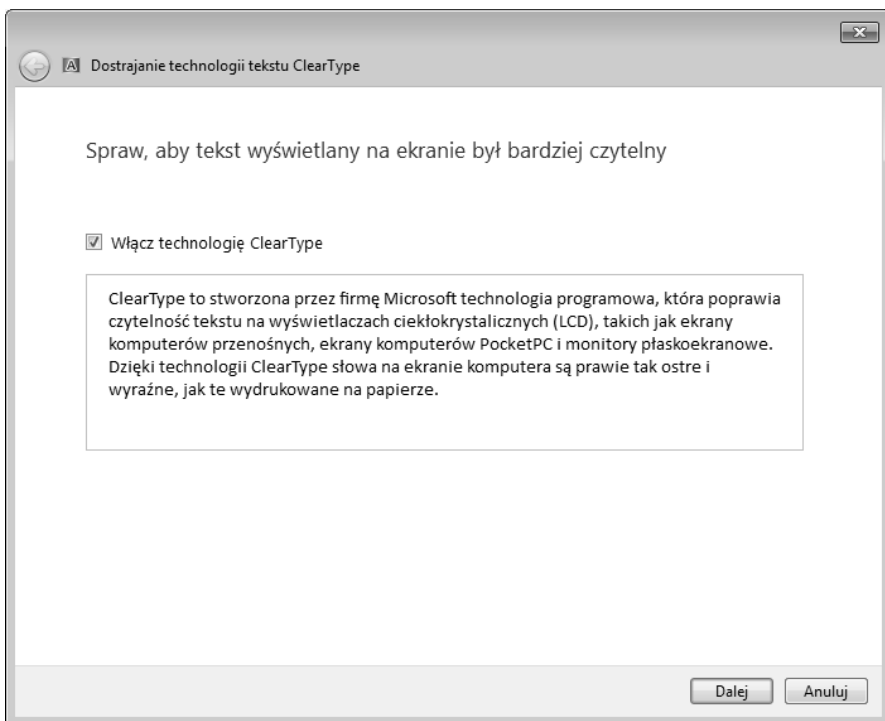 Dostrajanie technologii tekstu ClearType
Spraw, aby tekst wyświetlany na ekranie był bardziej czytelny
Włącz technologię ClearType
ClearType to stworzona przez firmę Microsoft technologia programowa, która poprawia
czytelność tekstu na wyświetlaczach ciekłokrystalicznych (LCD), takich jak ekrany
komputerów przenośnych, ekrany komputerów PocketPC i monitory płaskoekranowe.
Dzięki technologii ClearType słowa na ekranie komputera są prawie tak ostre i
wyraźne, jak te wydrukowane na papierze.
Dalej Anuluj